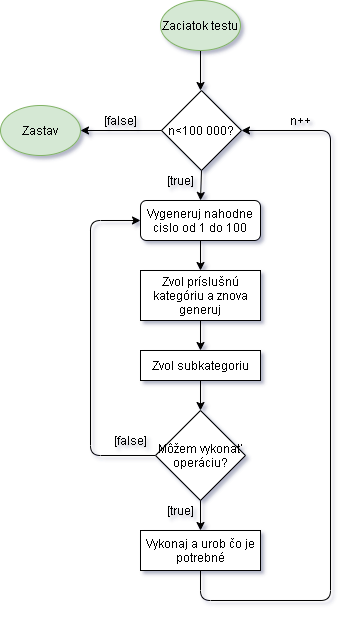 Zaciatok testu
n<100 000?
[false]
Zastav
n++
[true]
Vygeneruj nahodne
cislo od 1 do 100
Zvol príslušnú
kategóriu a znova
generuj
Zvol subkategoriu
Môžem vykonať
operáciu?
[false]
[true]
Vykonaj a urob čo je
potrebné